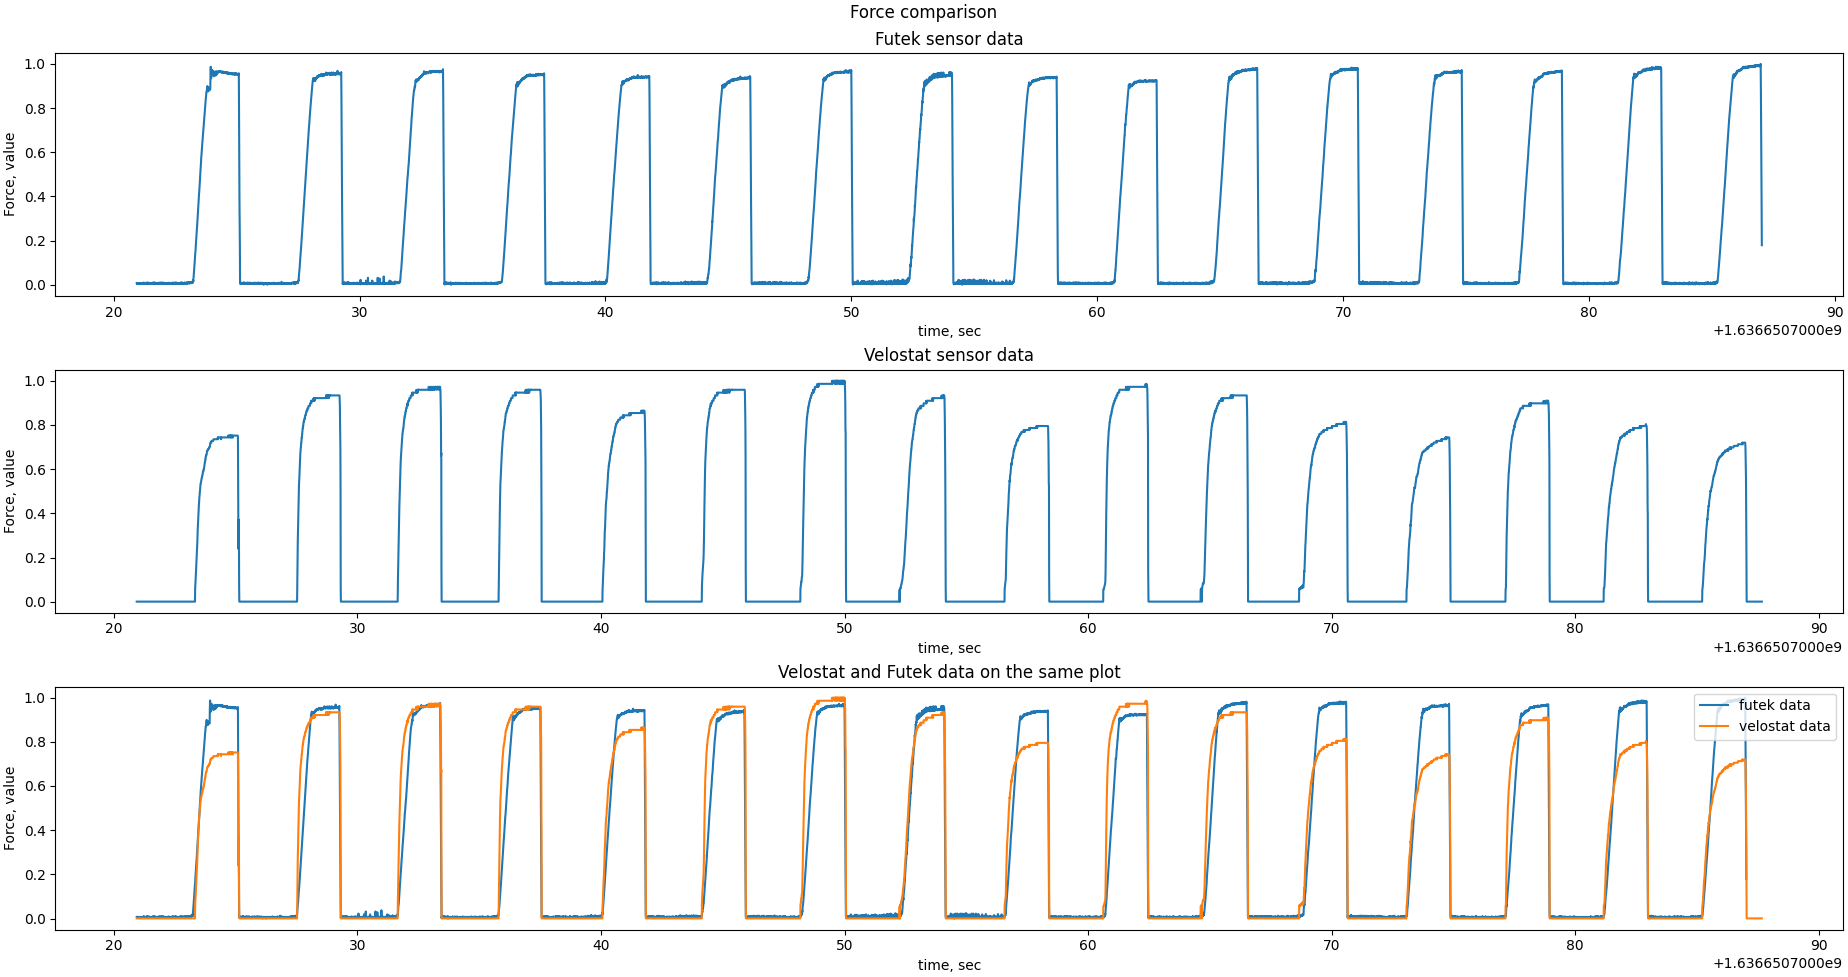 Force comparison
Futek sensor data
1.0
0.8
0.6
0.4
0.2
0.0
Force, value
20 30 40 50 60 70 80 90
time, sec
+1.6366507000e9
Velostat sensor data
1.0
0.8
0.6
0.4
0.2
0.0
Force, value
20 30 40 50 60 70 80 90
time, sec
+1.6366507000e9
Velostat and Futek data on the same plot
1.0
0.8
0.6
0.4
0.2
0.0
Force, value
futek data
velostat data
20 30 40 50 60 70 80 90
time, sec
+1.6366507000e9